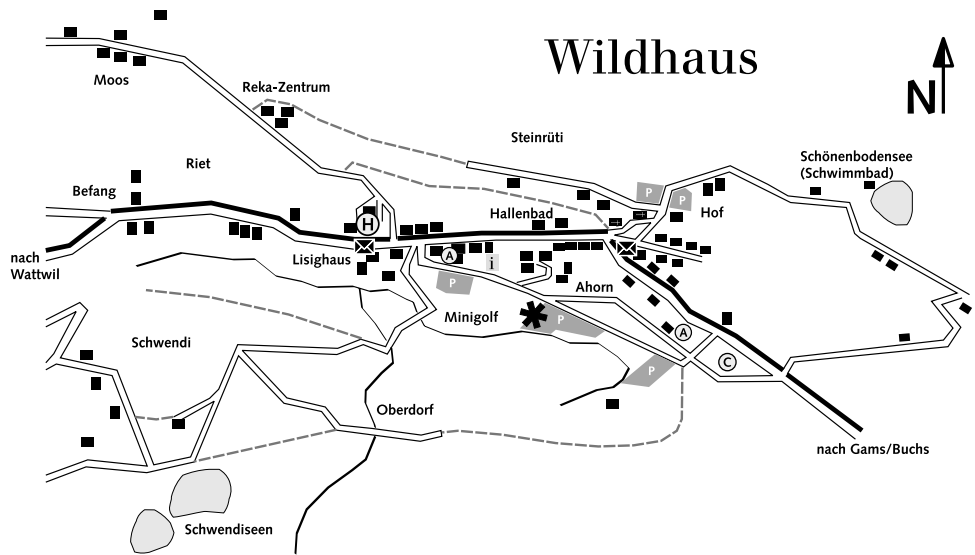 Wildhaus
N
Moos
Reka-Zentrum
Steinrüti
Schönenbodensee
(Schwimmbad)
Riet
Befang
P
P
Hallenbad
Hof
H
nach
Wattwil
Lisighaus
A
i
P
Ahorn
Minigolf
P
A
Schwendi
C
P
Oberdorf
nach Gams/Buchs
Schwendiseen